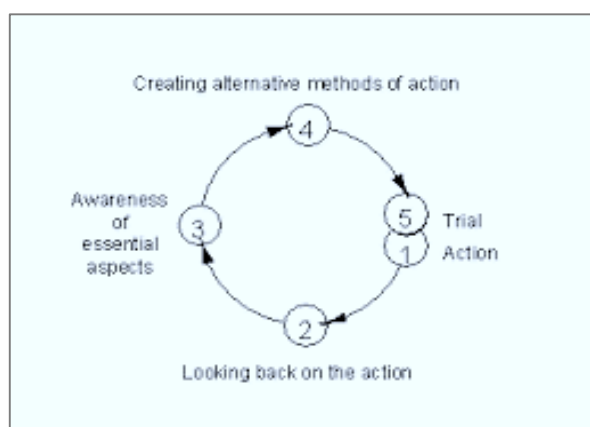 Creating alternative methods of action
4
Awareness
of
essential
aspects
3
5
Trial
1
Action
2
Looking back on the action